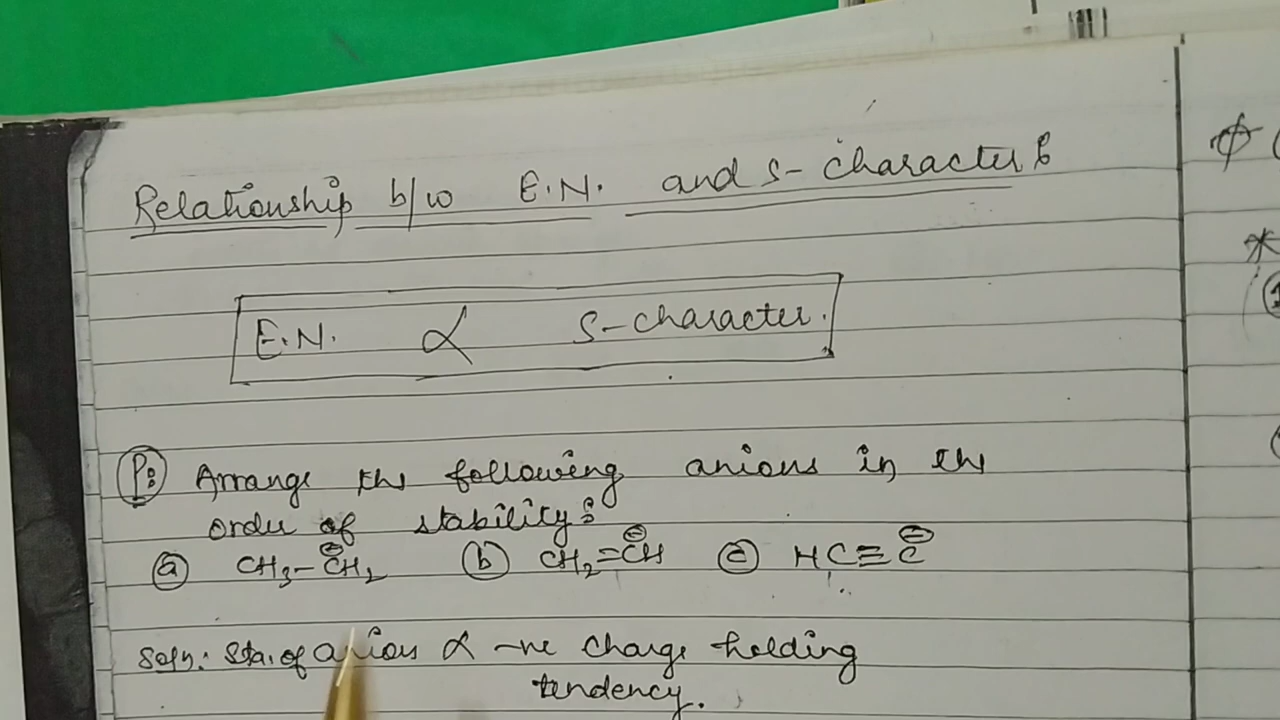 Relationship b/w E.N. and s-character:
E.N. ∝ s-character.
P: Arrange the following anions in the
order of stability:
(a) CH₃-C̈H₂⊖ (b) CH₂=C̈H⊖ (c) HC≡C⊖
Soln: Sta. of anions ∝ -ve charge holding
tendency.